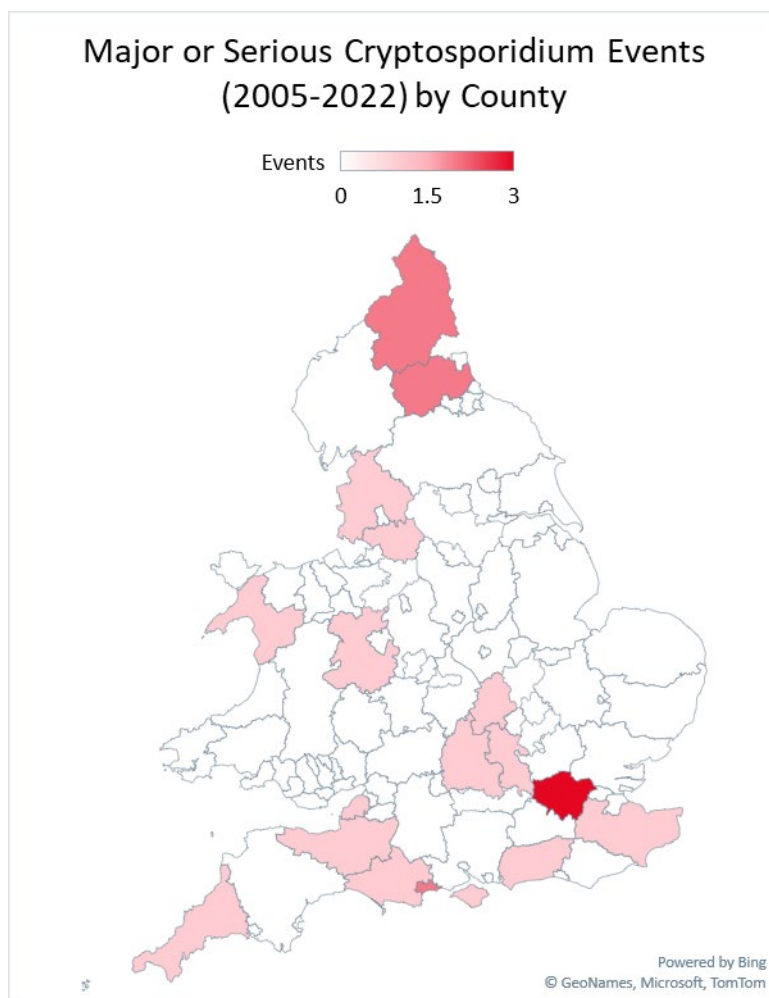 Major or Serious Cryptosporidium Events
(2005-2022) by County
Events
0 1.5 3
Powered by Bing
© GeoNames, Microsoft, TomTom